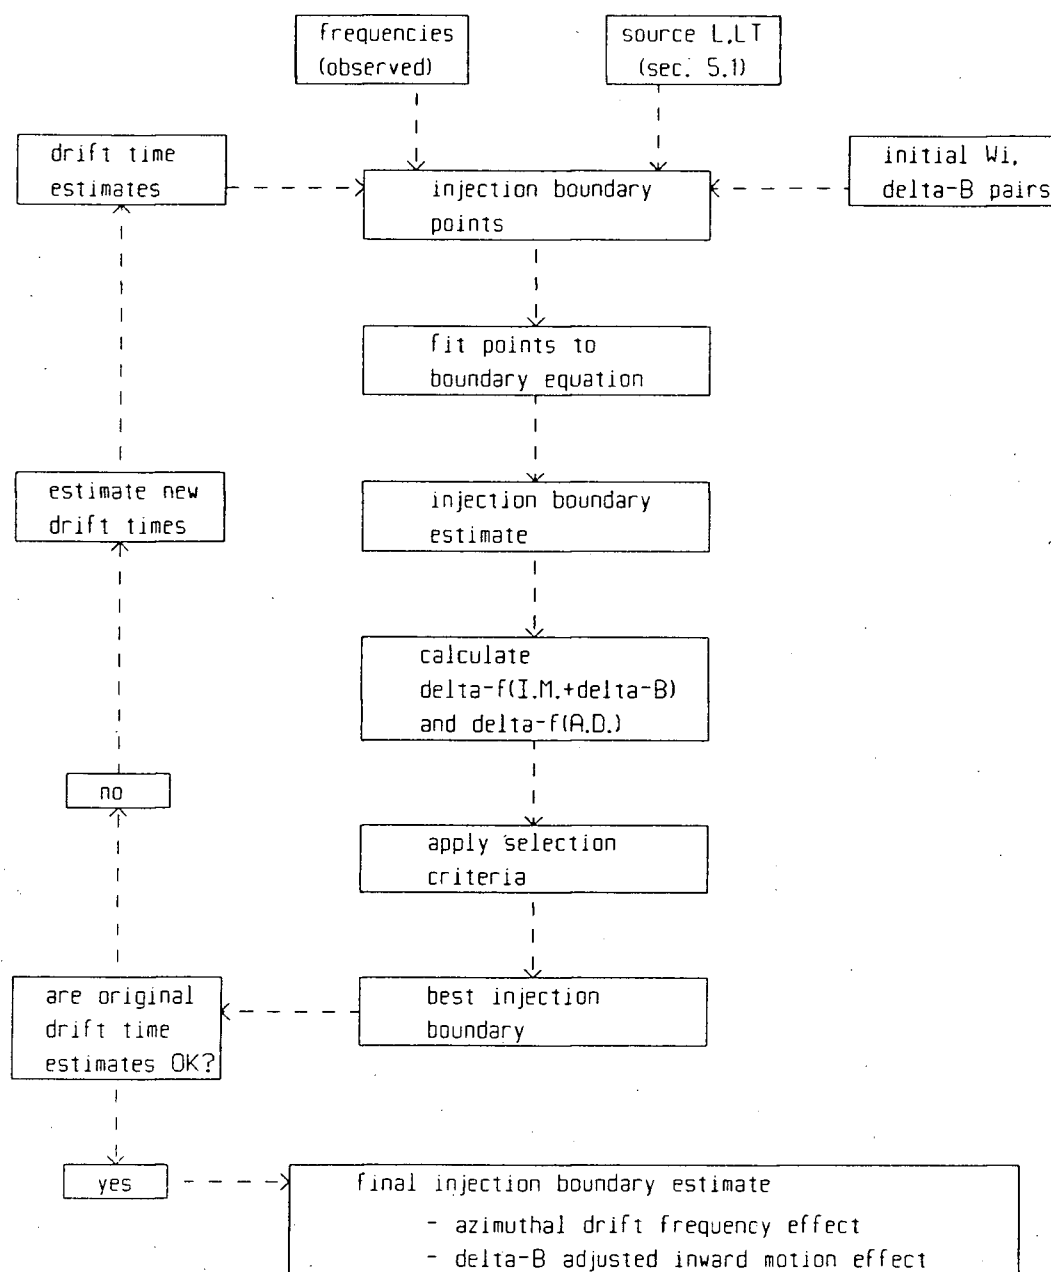 frequencies
(observed)
source L,LT
(sec. 5.1)
drift time
estimates
injection boundary
points
initial Wi,
delta-B pairs
fit points to
boundary equation
estimate new
drift times
injection boundary
estimate
calculate
delta-f(I.M.+delta-B)
and delta-f(A.D.)
no
apply selection
criteria
are original
drift time
estimates OK?
best injection
boundary
yes
final injection boundary estimate
- azimuthal drift frequency effect
- delta-B adjusted inward motion effect